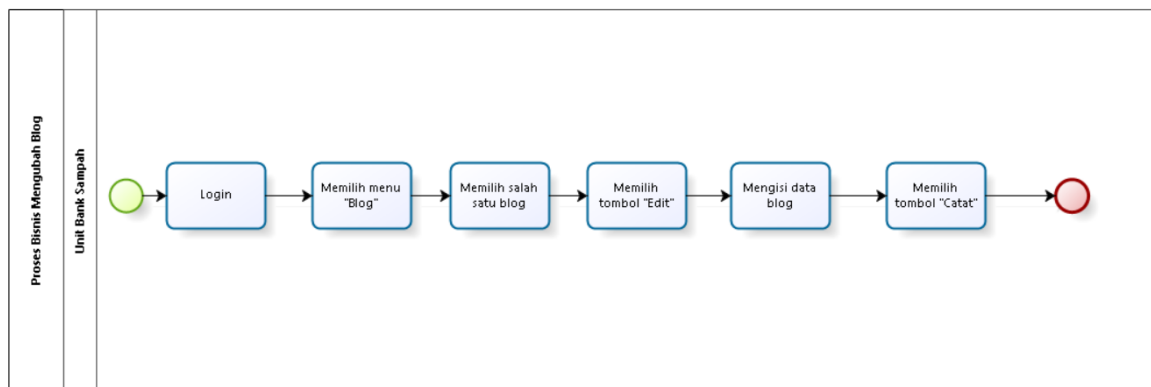 Proses Bisnis Mengubah Blog
Unit Bank Sampah
Login
Memilih menu
"Blog"
Memilih salah
satu blog
Memilih
tombol "Edit"
Mengisi data
blog
Memilih
tombol "Catat"